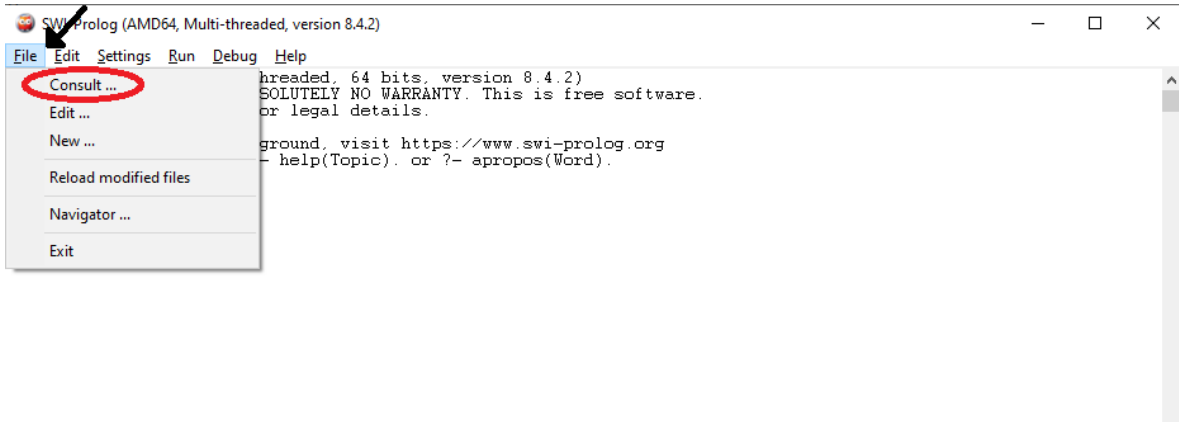 SWI-Prolog (AMD64, Multi-threaded, version 8.4.2)
File Edit Settings Run Debug Help
hreaded, 64 bits, version 8.4.2)
Consult ...
SOLUTELY NO WARRANTY. This is free software.
Edit ...
or legal details.
New ...
ground, visit https://www.swi-prolog.org
- help(Topic). or ?- apropos(Word).
Reload modified files
Navigator ...
Exit